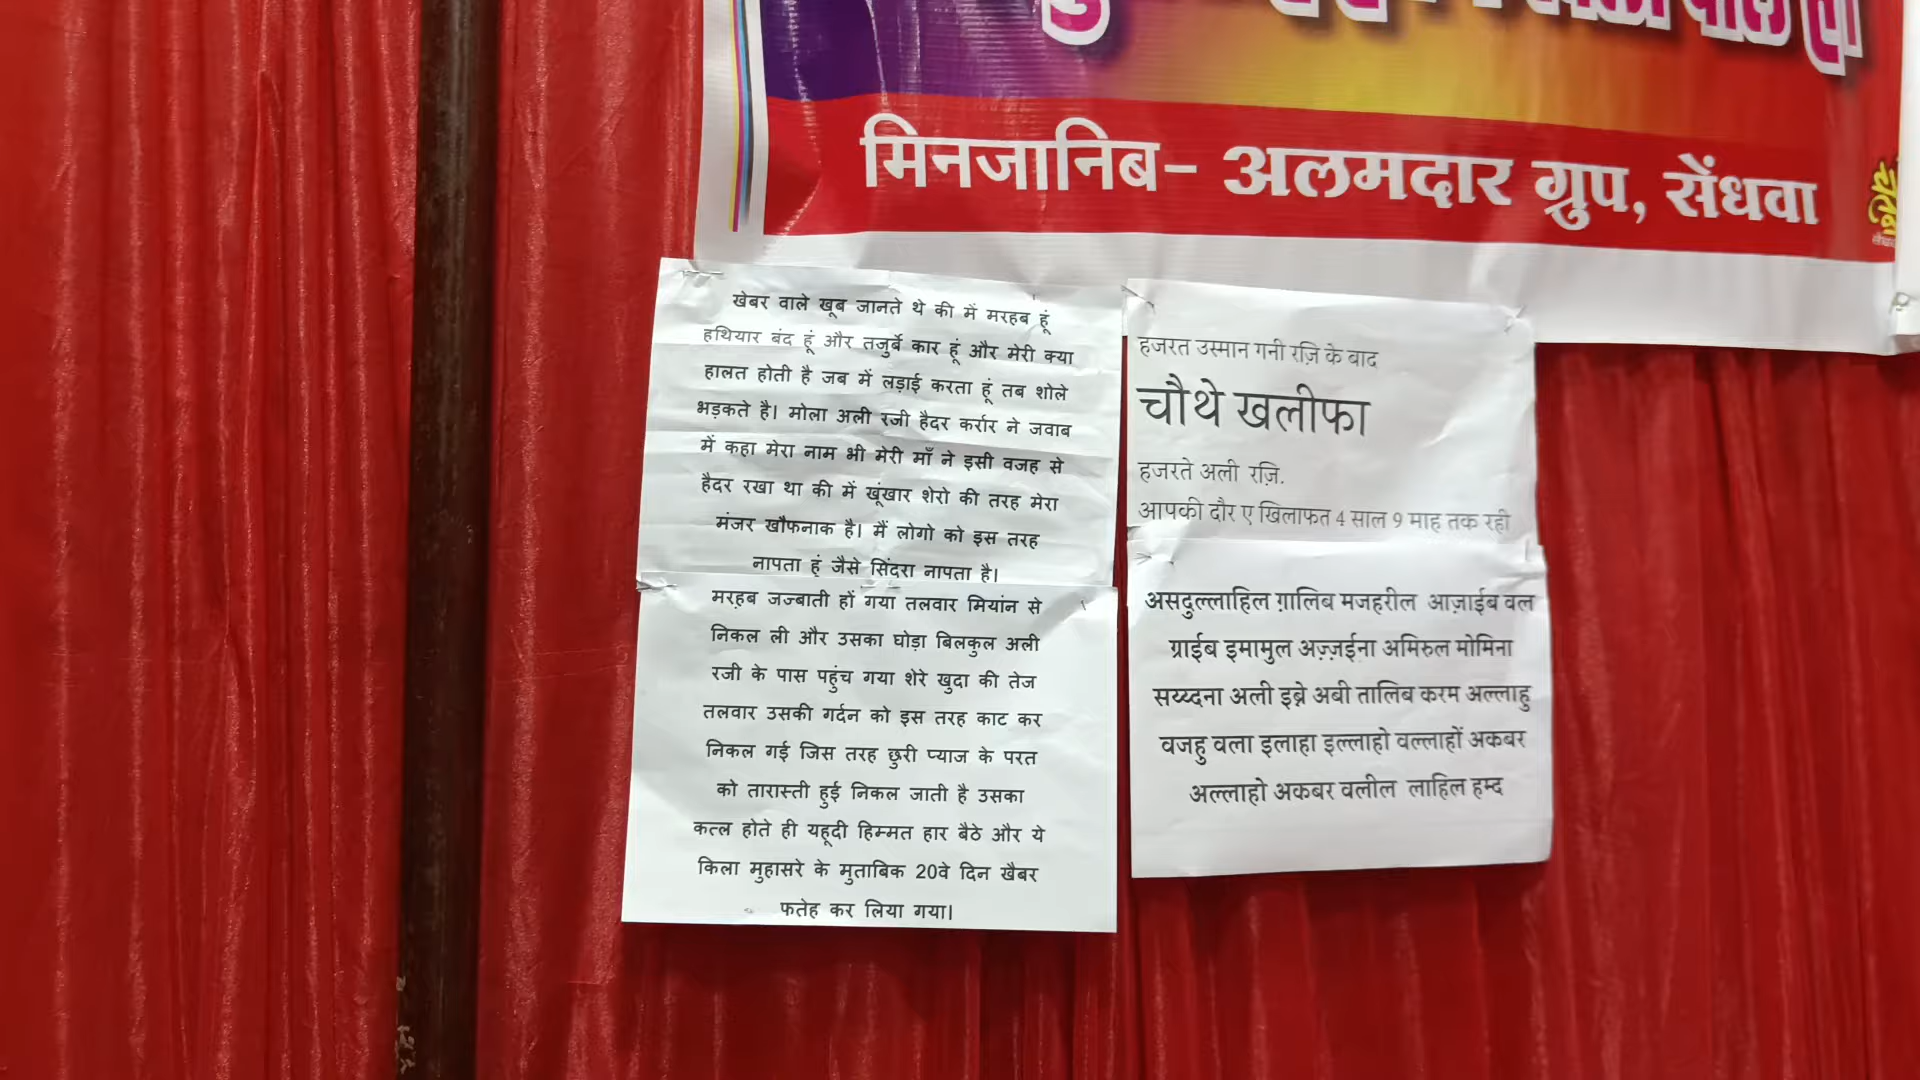 मिनजानिब- अलमदार ग्रुप, सेंधवा
खेबर वाले खूब जानते थे की में मरहब हूं
हथियार बंद हूं और तजुर्बे कार हूं और मेरी क्या
हालत होती है जब में लड़ाई करता हूं तब शोले
भड़कते है। मोला अली रजी हैदर कर्रार ने जवाब
में कहा मेरा नाम भी मेरी माँ ने इसी वजह से
हैदर रखा था की में खूंखार शेरो की तरह मेरा
मंजर खौफनाक है। मैं लोगो को इस तरह
नापता हूं जैसे सिंदरा नापता है।
मरहब जज्बाती हों गया तलवार मियांन से
निकल ली और उसका घोड़ा बिलकुल अली
रजी के पास पहुंच गया शेरे खुदा की तेज
तलवार उसकी गर्दन को इस तरह काट कर
निकल गई जिस तरह छुरी प्याज के परत
को तारास्ती हुई निकल जाती है उसका
कत्ल होते ही यहूदी हिम्मत हार बैठे और ये
किला मुहासरे के मुताबिक 20वे दिन खैबर
फतेह कर लिया गया।
हजरत उस्मान गनी रज़ि के बाद
चौथे खलीफा
हजरते अली रज़ि.
आपकी दौर ए खिलाफत 4 साल 9 माह तक रही
असदुल्लाहिल ग़ालिब मजहरील आज़ाईब वल
ग्राईब इमामुल अज़्ज़ईना अमिरुल मोमिना
सय्य्दना अली इब्ने अबी तालिब करम अल्लाहु
वजहु वला इलाहा इल्लाहो वल्लाहों अकबर
अल्लाहो अकबर वलील लाहिल हम्द